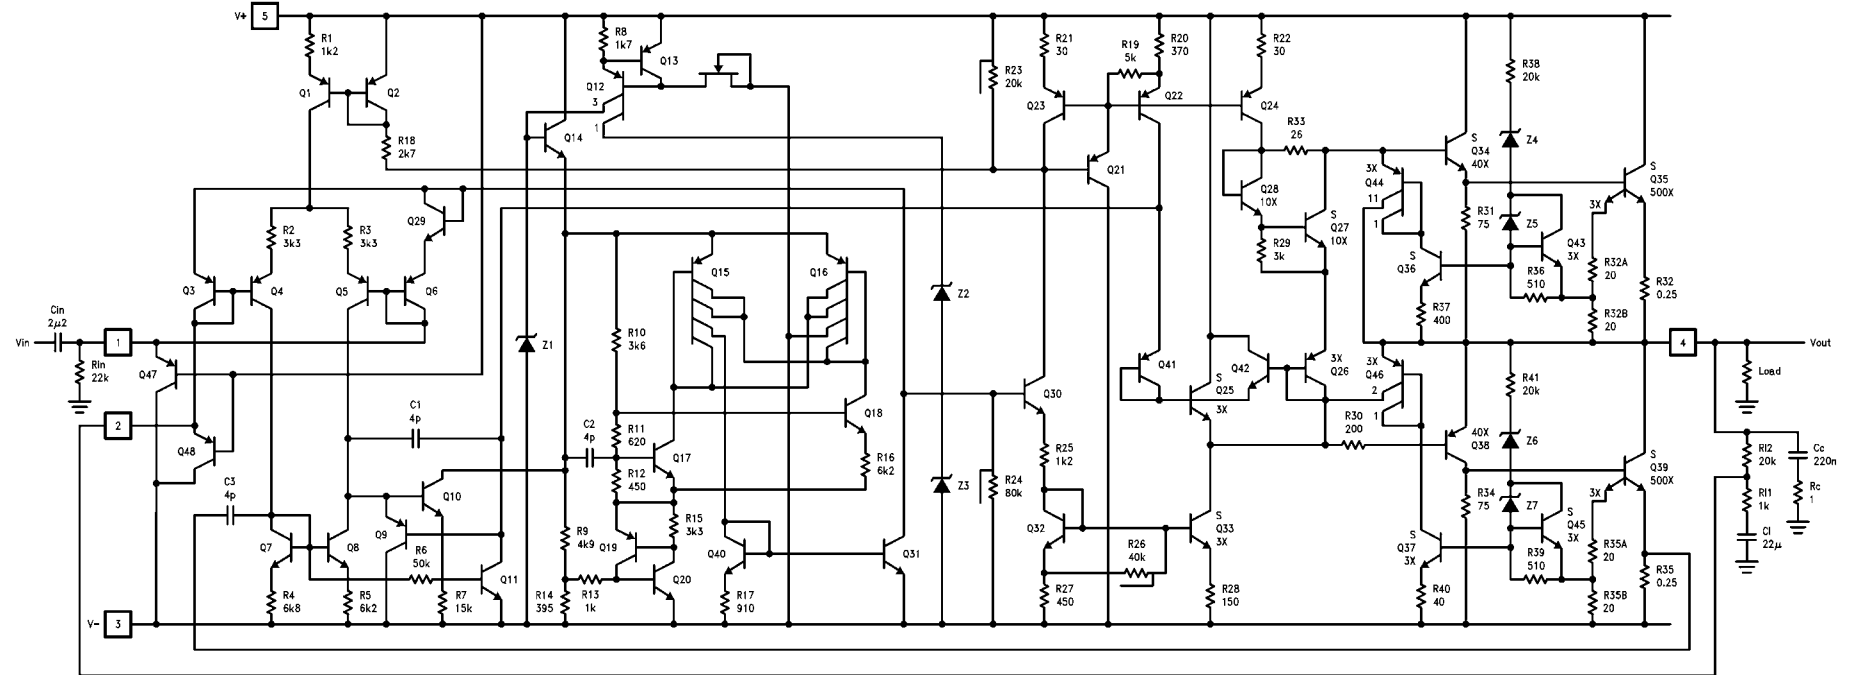 V+ 5
R1
1k2
Q1
Q2
R18
2k7
R8
1k7
Q13
Q12
3
1
Q14
R23
20k
R21
30
Q23
R19
5k
R20
370
Q22
Q21
R22
30
Q24
R33
26
Q28
10X
S
Q27
10X
R29
3k
S
Q34
40X
3X
Q44
11
1
R31
75
S
Q36
R37
400
R38
20k
Z4
Z5
Q43
3X
R36
510
S
Q35
500X
3X
R32A
20
R32B
20
R32
0.25
Q29
R2
3k3
R3
3k3
Q3
Q4
Q5
Q6
Cin
2µ2
Vin
1
Rin
22k
Q47
2
Q48
C3
4p
C1
4p
Q10
Q9
Q7
Q8
R6
50k
Q11
R4
6k8
R5
6k2
R7
15k
V- 3
Z1
R10
3k6
Q15
Q16
C2
4p
R11
620
R12
450
Q17
Q18
R16
6k2
R9
4k9
R15
3k3
Q19
Q20
R14
395
R13
1k
Q40
R17
910
Q31
Z2
Z3
R24
80k
Q30
R25
1k2
Q32
R26
40k
R27
450
Q41
S
Q25
3X
Q42
3X
Q26
S
Q33
3X
R28
150
R30
200
3X
Q46
2
1
40X
Q38
R34
75
S
Q37
3X
R40
40
R41
20k
Z6
Z7
S
Q45
3X
R39
510
S
Q39
500X
3X
R35A
20
R35B
20
R35
0.25
4
Vout
Load
Ri2
20k
Cc
220n
Ri1
1k
Rc
1
Ci
22µ